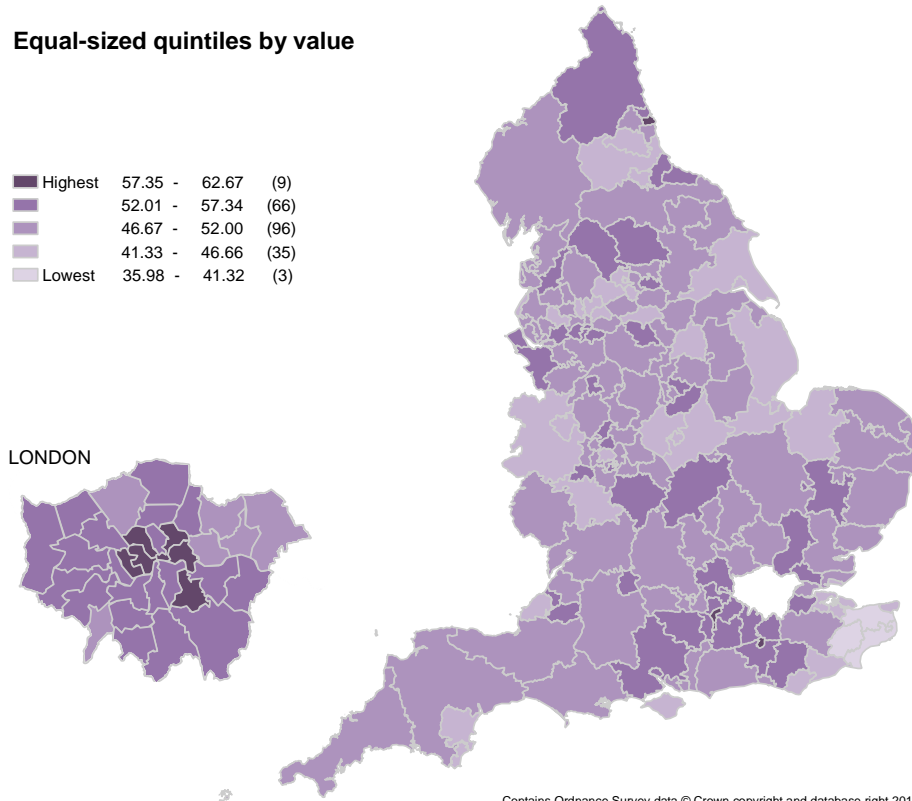 Equal-sized quintiles by value
Highest 57.35 - 62.67 (9)
52.01 - 57.34 (66)
46.67 - 52.00 (96)
41.33 - 46.66 (35)
Lowest 35.98 - 41.32 (3)
LONDON
Contains Ordnance Survey data © Crown copyright and database right 201